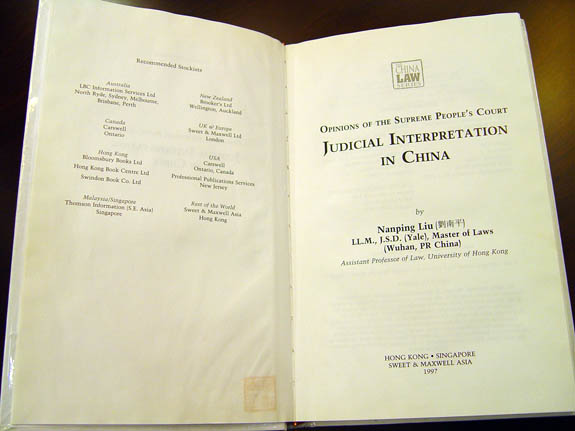 Recommended Stockists
Australia
LBC Information Services Ltd
North Ryde, Sydney, Melbourne,
Brisbane, Perth
New Zealand
Brooker's Ltd
Wellington, Auckland
Canada
Carswell
Ontario
UK & Europe
Sweet & Maxwell Ltd
London
Hong Kong
Bloomsbury Books Ltd
Hong Kong Book Centre Ltd
Swindon Book Co. Ltd
USA
Carswell
Ontario, Canada
Professional Publications Services
New Jersey
Malaysia/Singapore
Thomson Information (S.E. Asia)
Singapore
Rest of the World
Sweet & Maxwell Asia
Hong Kong
CHINA
LAW
SERIES
OPINIONS OF THE SUPREME PEOPLE'S COURT
JUDICIAL INTERPRETATION
IN CHINA
by
Nanping Liu (劉南平)
LL.M., J.S.D. (Yale), Master of Laws
(Wuhan, PR China)
Assistant Professor of Law, University of Hong Kong
HONG KONG • SINGAPORE
SWEET & MAXWELL ASIA
1997